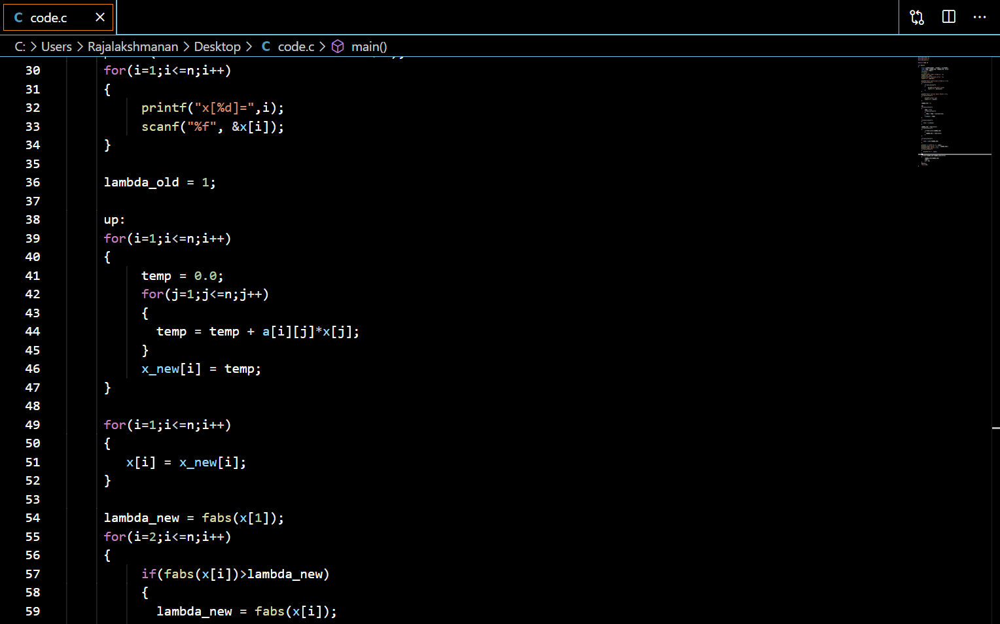 code.c
C: > Users > Rajalakshmanan > Desktop > C code.c > main()
30 for(i=1;i<=n;i++)
31 {
32 printf("x[%d]=",i);
33 scanf("%f", &x[i]);
34 }
35
36 lambda_old = 1;
37
38 up:
39 for(i=1;i<=n;i++)
40 {
41 temp = 0.0;
42 for(j=1;j<=n;j++)
43 {
44 temp = temp + a[i][j]*x[j];
45 }
46 x_new[i] = temp;
47 }
48
49 for(i=1;i<=n;i++)
50 {
51 x[i] = x_new[i];
52 }
53
54 lambda_new = fabs(x[1]);
55 for(i=2;i<=n;i++)
56 {
57 if(fabs(x[i])>lambda_new)
58 {
59 lambda_new = fabs(x[i]);